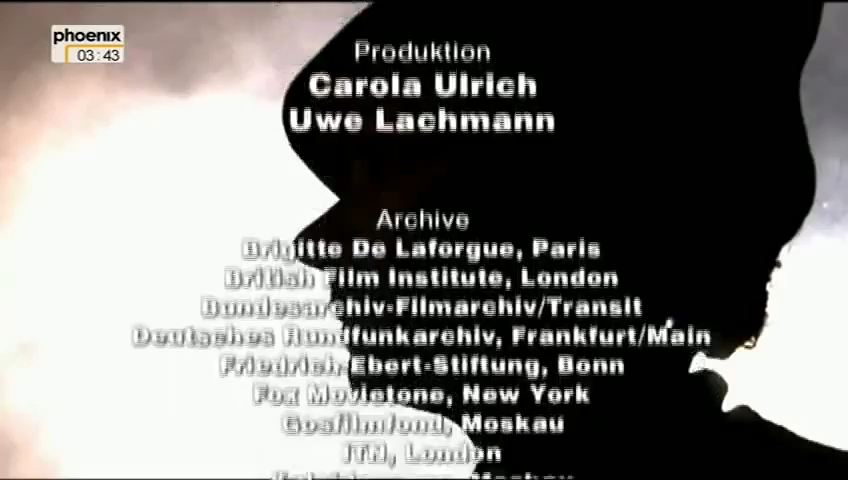 phoenix
03:43
Produktion
Carola Ulrich
Uwe Lachmann
Archive
Brigitte De Laforgue, Paris
British Film Institute, London
Bundesarchiv-Filmarchiv/Transit
Deutsches Rundfunkarchiv, Frankfurt/Main
Friedrich-Ebert-Stiftung, Bonn
Fox Movietone, New York
Gosfilmfond, Moskau
ITN, London